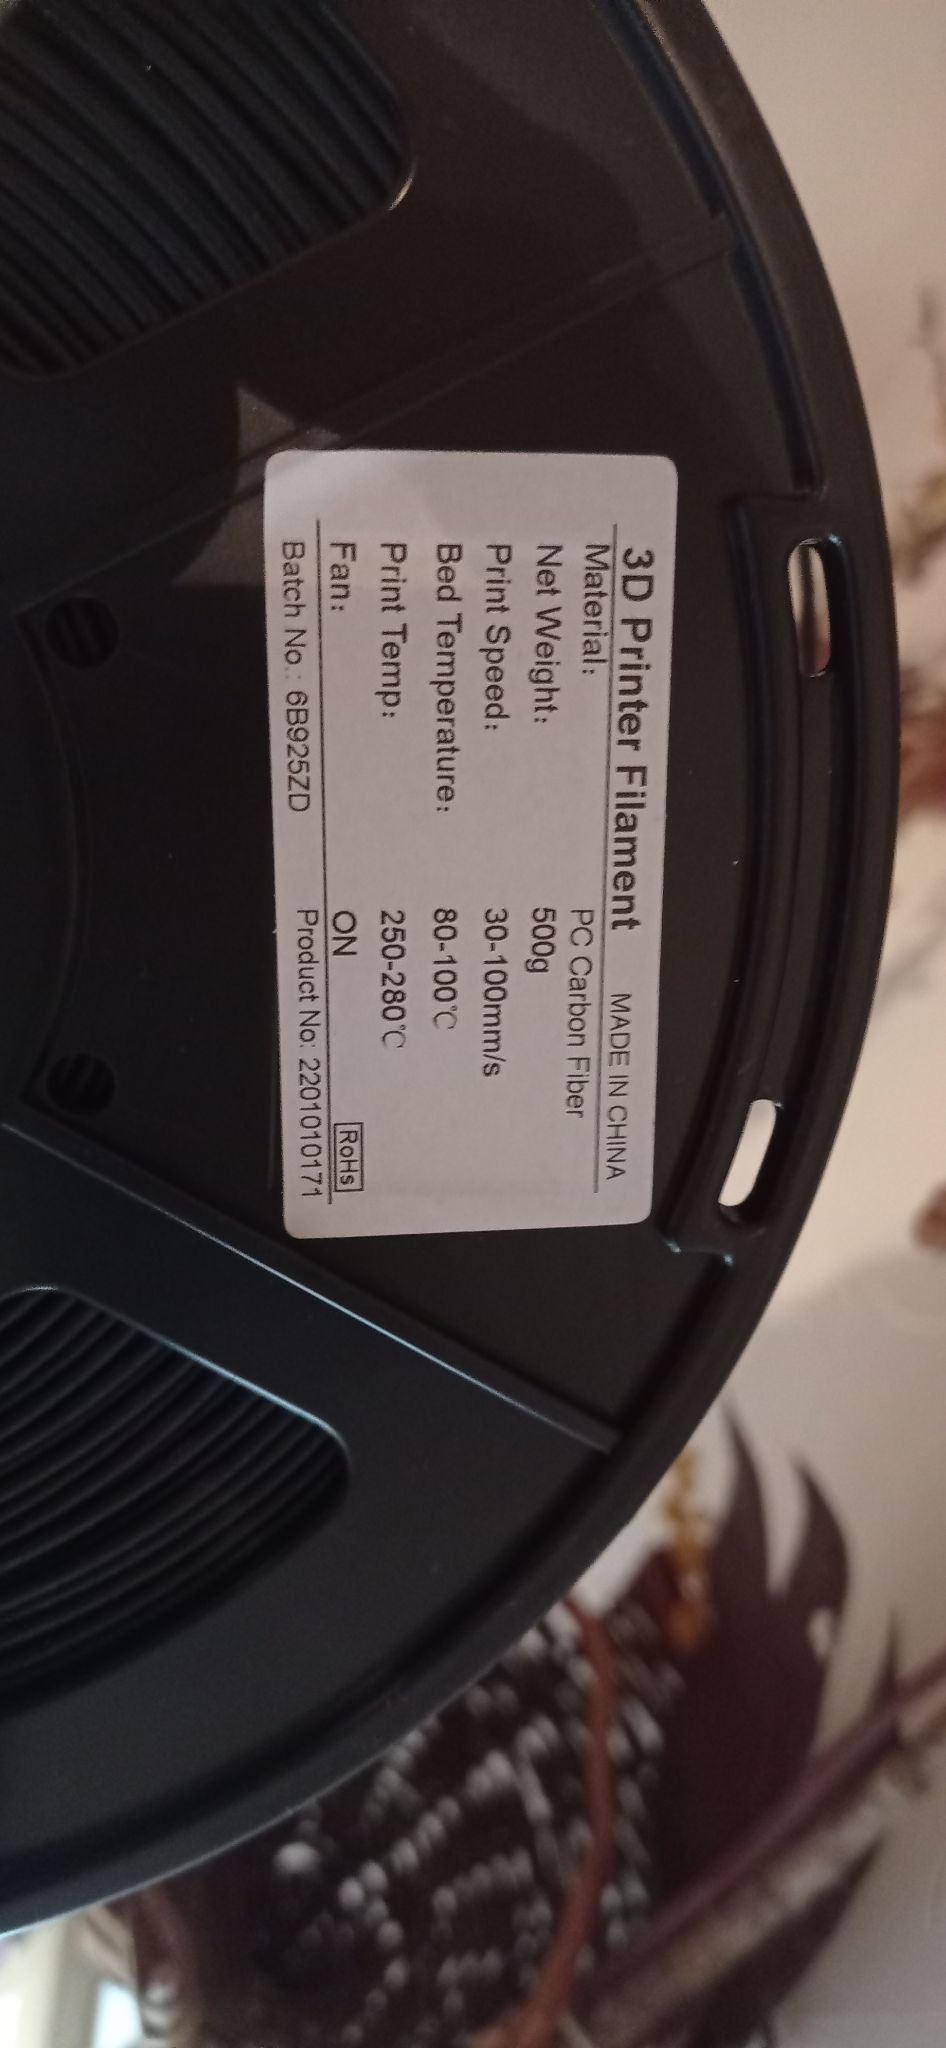 3D Printer Filament MADE IN CHINA
Material: PC Carbon Fiber
Net Weight: 500g
Print Speed: 30-100mm/s
Bed Temperature: 80-100℃
Print Temp: 250-280℃
Fan: ON RoHs
Batch No.: 6B925ZD Product No: 2201010171